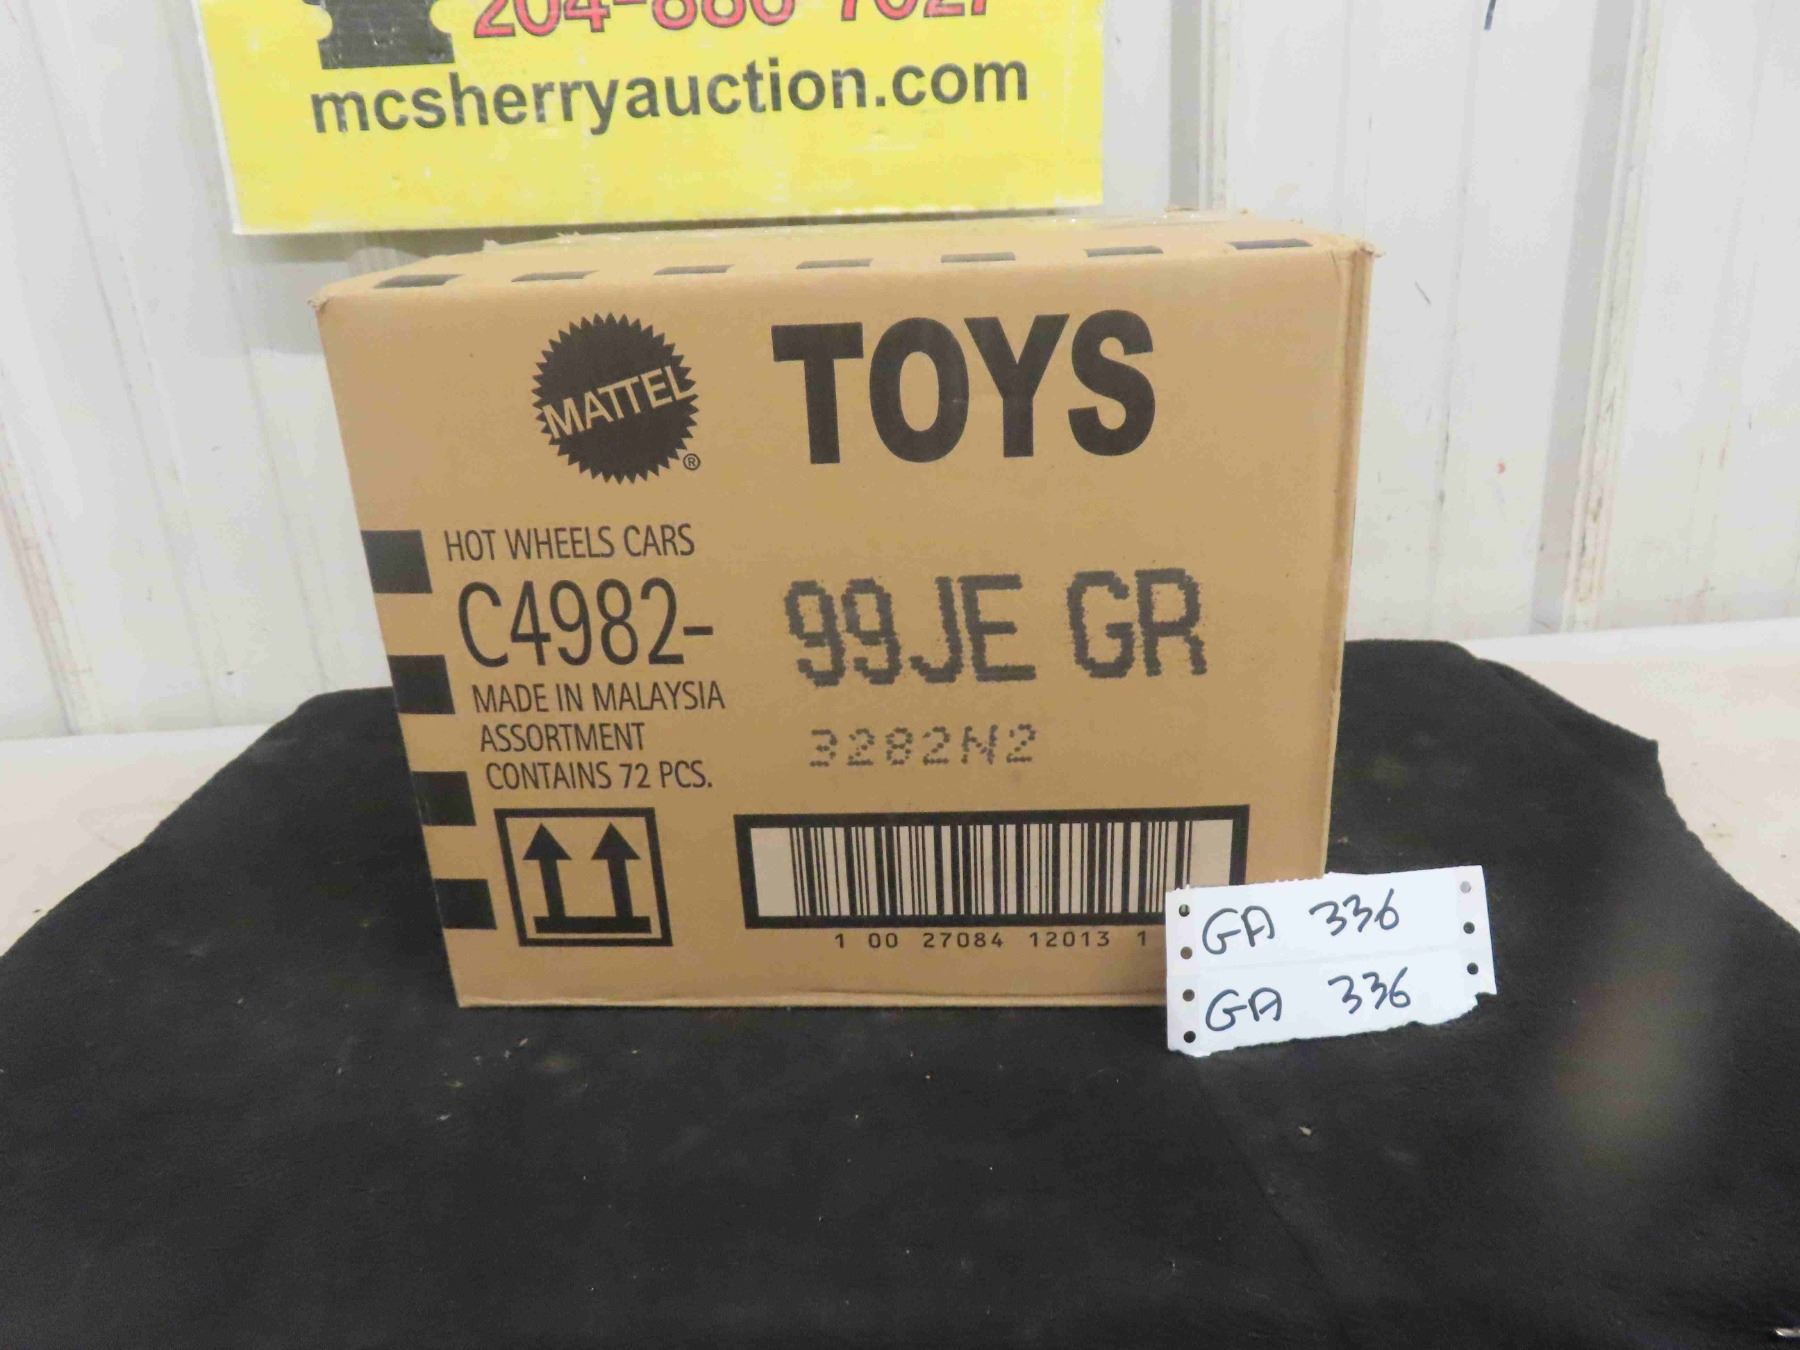 mcsherryauction.com
MATTEL ® TOYS
HOT WHEELS CARS
C4982- 99JE GR
MADE IN MALAYSIA
ASSORTMENT 3282N2
CONTAINS 72 PCS.
1 00 27084 12013 1
GA 336
GA 336